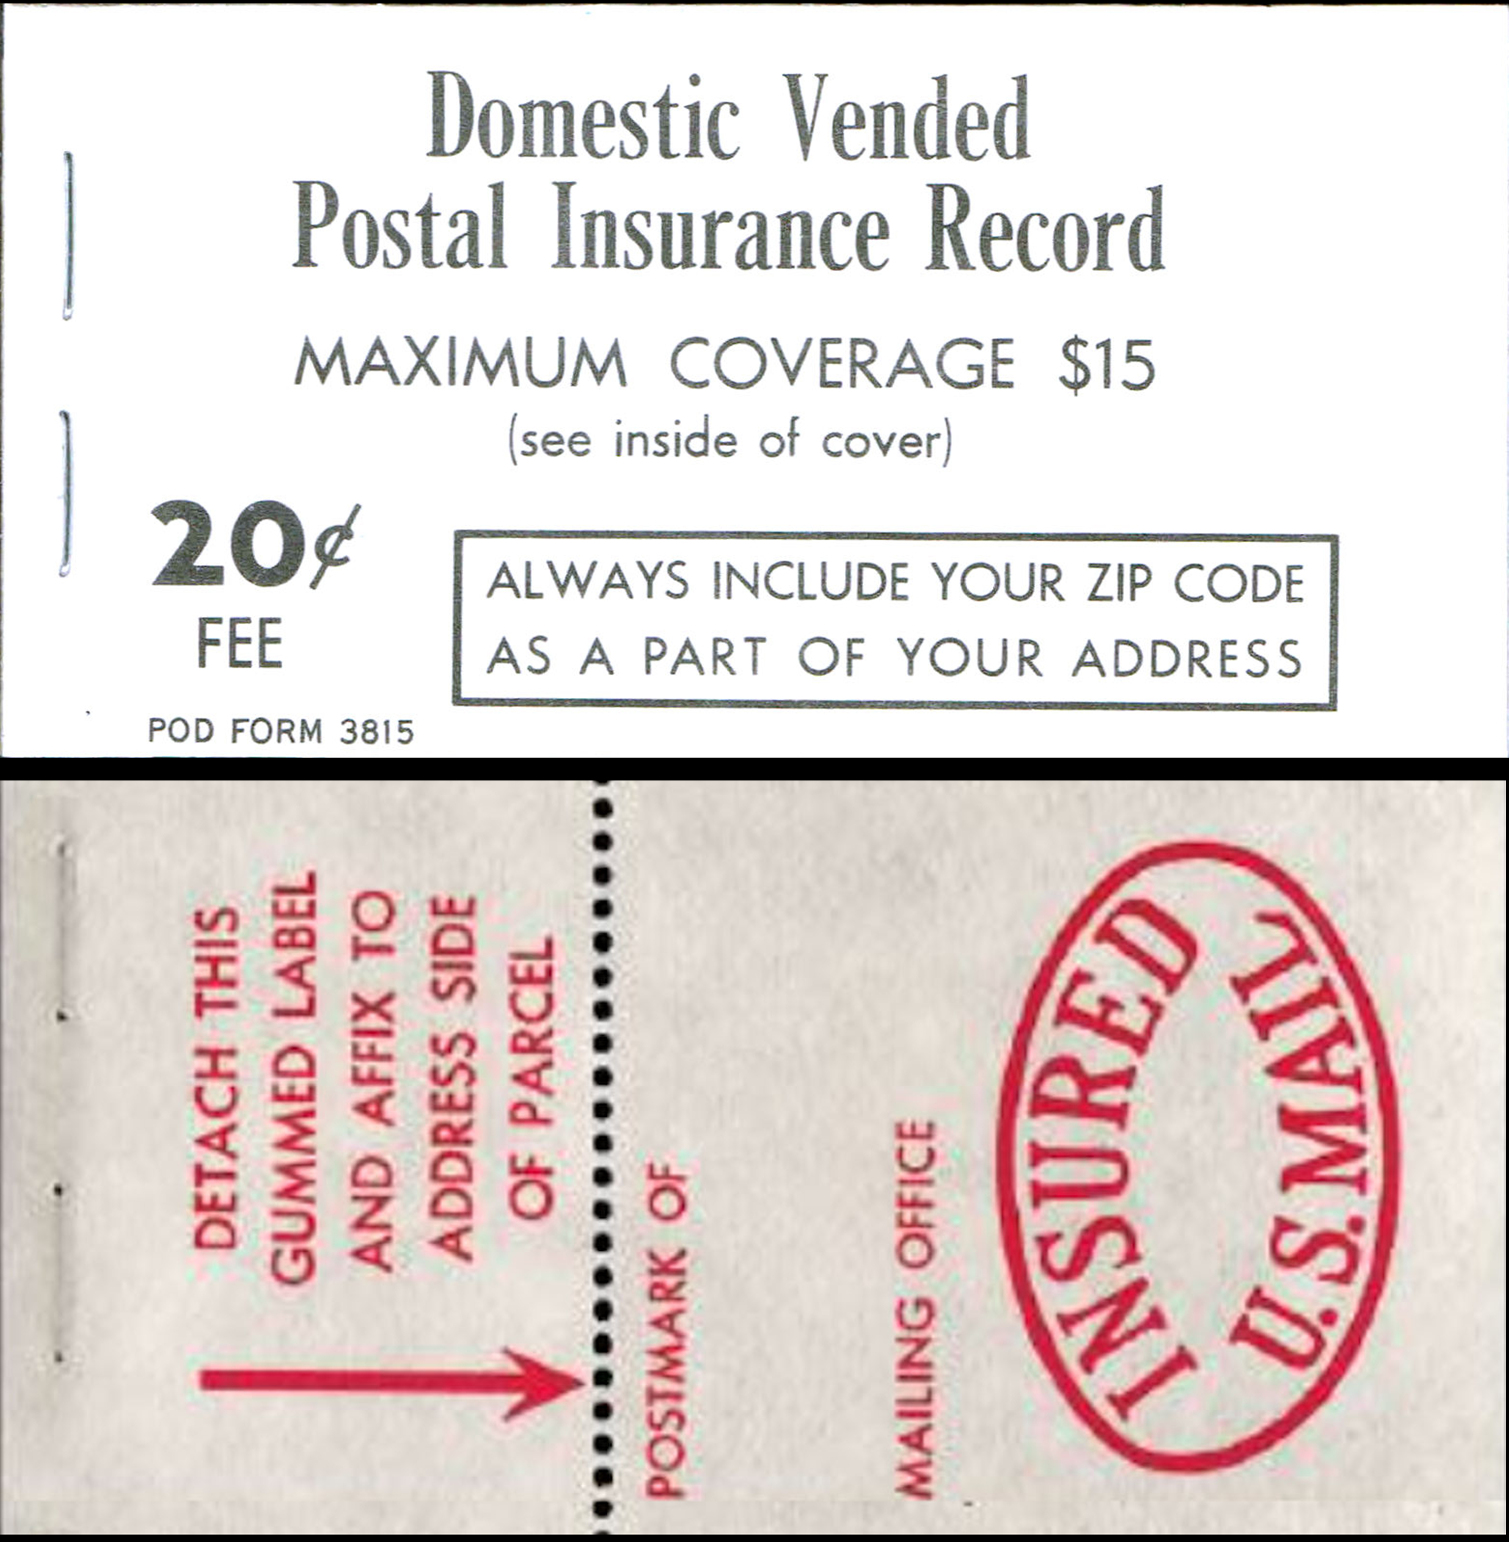 Domestic Vended
Postal Insurance Record
MAXIMUM COVERAGE $15
(see inside of cover)
20¢
FEE
ALWAYS INCLUDE YOUR ZIP CODE
AS A PART OF YOUR ADDRESS
POD FORM 3815
DETACH THIS
GUMMED LABEL
AND AFFIX TO
ADDRESS SIDE
OF PARCEL
POSTMARK OF
MAILING OFFICE
INSURED
U.S. MAIL